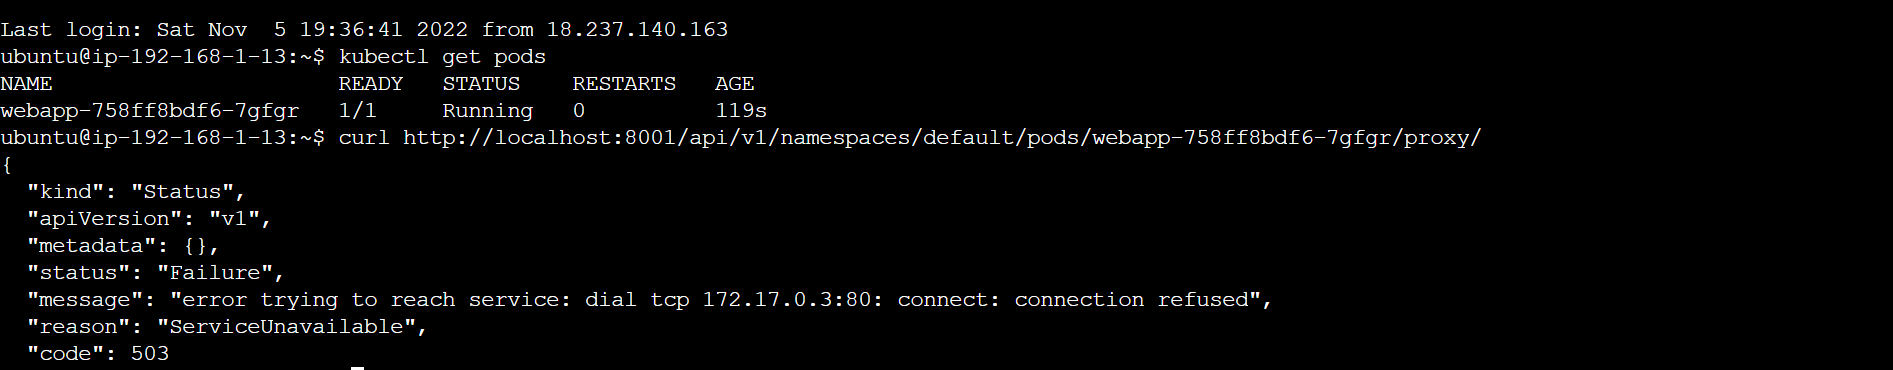 Last login: Sat Nov  5 19:36:41 2022 from 18.237.140.163
ubuntu@ip-192-168-1-13:~$ kubectl get pods
NAME                      READY   STATUS    RESTARTS   AGE
webapp-758ff8bdf6-7gfgr   1/1     Running   0          119s
ubuntu@ip-192-168-1-13:~$ curl http://localhost:8001/api/v1/namespaces/default/pods/webapp-758ff8bdf6-7gfgr/proxy/
{
  "kind": "Status",
  "apiVersion": "v1",
  "metadata": {},
  "status": "Failure",
  "message": "error trying to reach service: dial tcp 172.17.0.3:80: connect: connection refused",
  "reason": "ServiceUnavailable",
  "code": 503